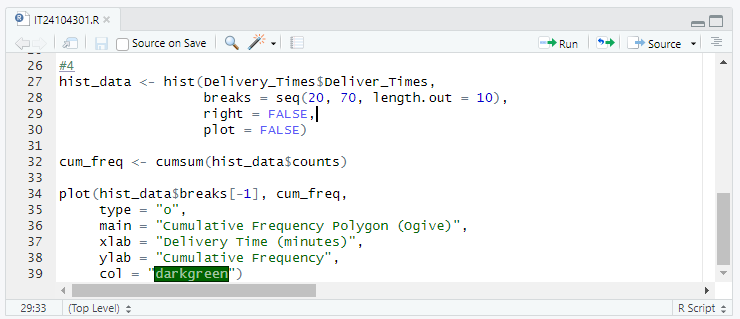 IT24104301.R
Source on Save
Run
Source
26 #4
27 hist_data <- hist(Delivery_Times$Deliver_Times,
28                   breaks = seq(20, 70, length.out = 10),
29                   right = FALSE,
30                   plot = FALSE)
31
32 cum_freq <- cumsum(hist_data$counts)
33
34 plot(hist_data$breaks[-1], cum_freq,
35      type = "o",
36      main = "Cumulative Frequency Polygon (Ogive)",
37      xlab = "Delivery Time (minutes)",
38      ylab = "Cumulative Frequency",
39      col = "darkgreen")
29:33 (Top Level) R Script